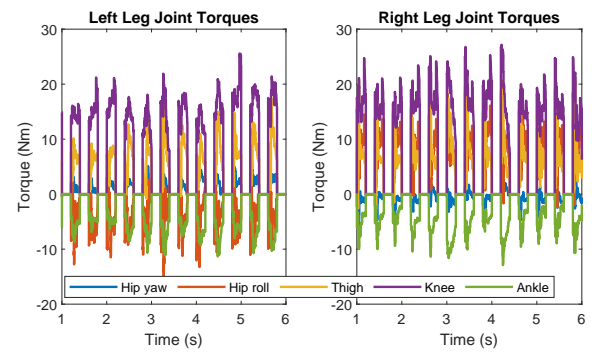 Left Leg Joint Torques
Right Leg Joint Torques
30
20
10
0
-10
-20
Torque (Nm)
30
20
10
0
-10
-20
Torque (Nm)
Hip yaw Hip roll Thigh Knee Ankle
1 2 3 4 5 6
1 2 3 4 5 6
Time (s)
Time (s)